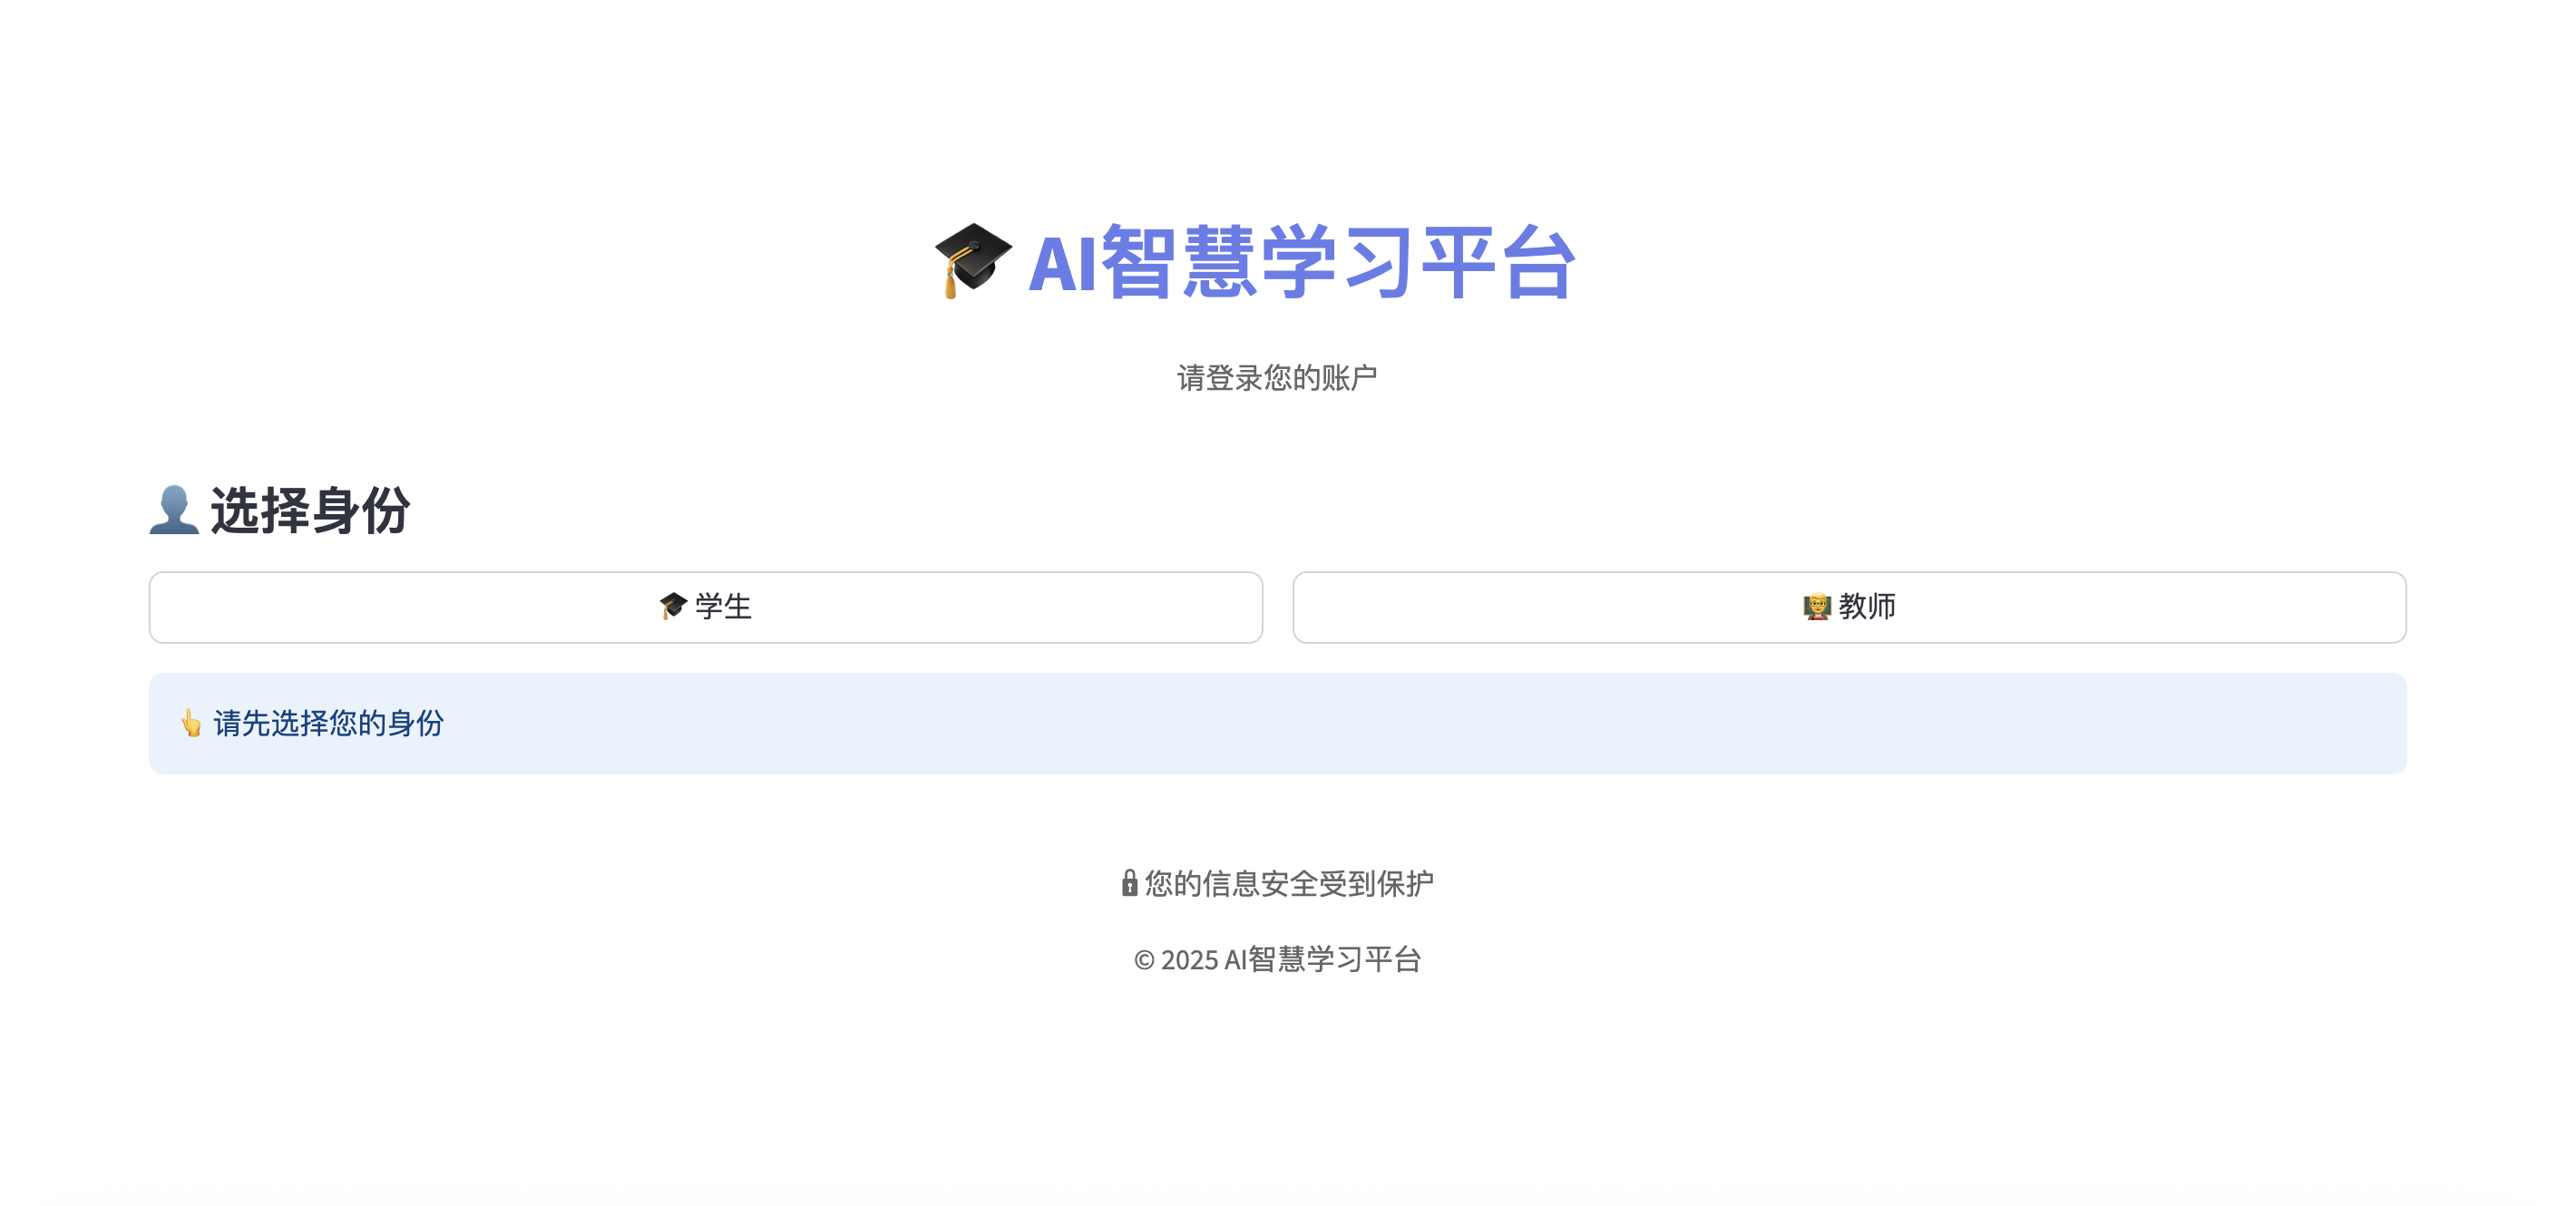 🎓 AI智慧学习平台
请登录您的账户
👤 选择身份
🎓 学生
👨‍🏫 教师
👆 请先选择您的身份
🔒 您的信息安全受到保护
© 2025 AI智慧学习平台